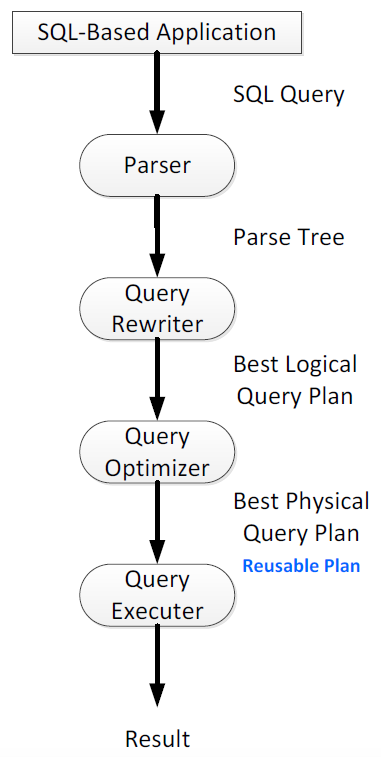 SQL-Based Application
SQL Query
Parser
Parse Tree
Query
Rewriter
Best Logical
Query Plan
Query
Optimizer
Best Physical
Query Plan
Reusable Plan
Query
Executer
Result